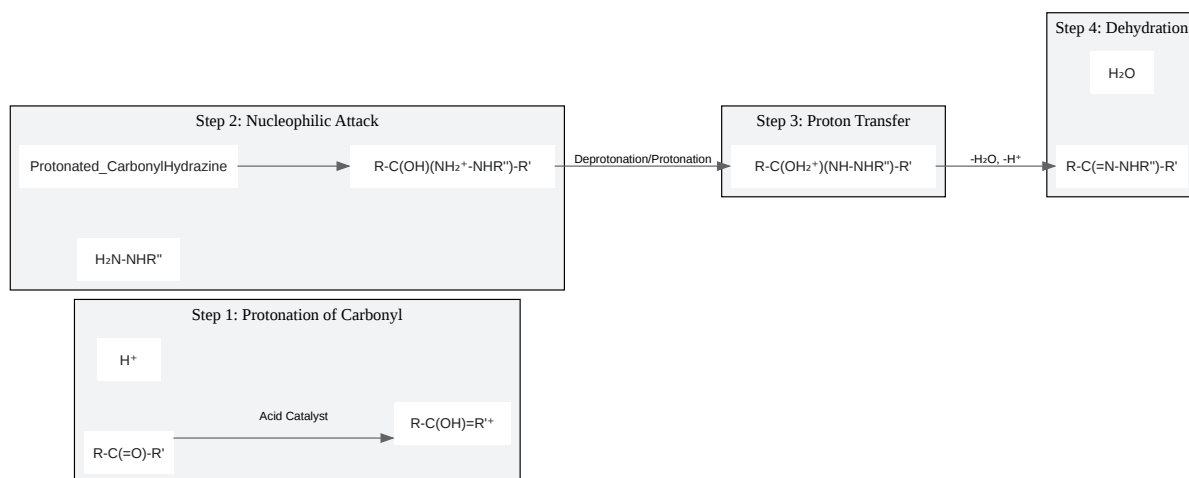 Step 4: Dehydration
H₂O
R-C(=N-NHR")-R'
Step 2: Nucleophilic Attack
Protonated_CarbonylHydrazine
R-C(OH)(NH₂⁺-NHR")-R'
H₂N-NHR"
Deprotonation/Protonation
Step 3: Proton Transfer
R-C(OH₂⁺)(NH-NHR")-R'
-H₂O, -H⁺
Step 1: Protonation of Carbonyl
H⁺
Acid Catalyst
R-C(=O)-R'
R-C(OH)=R'⁺